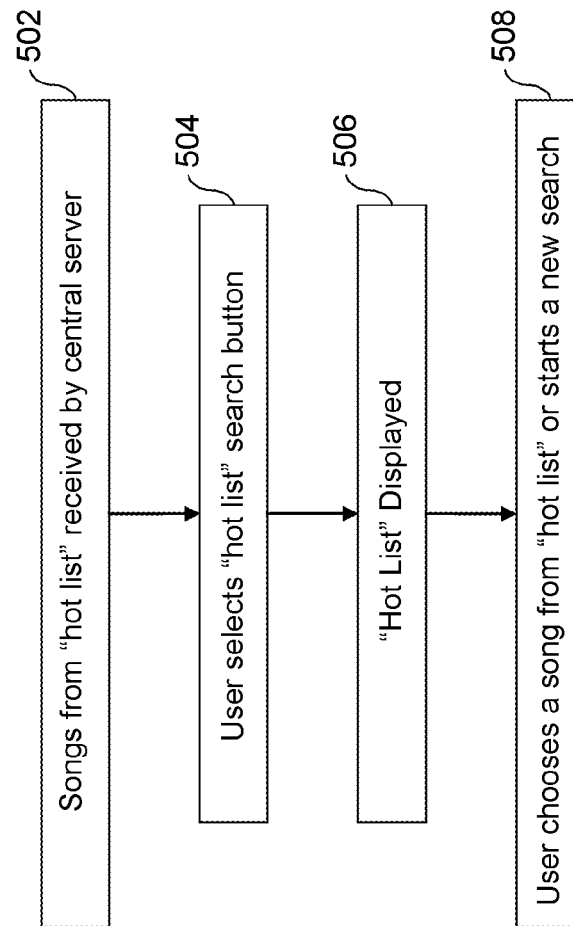 502
Songs from “hot list” received by central server
504
User selects “hot list” search button
506
“Hot List” Displayed
508
User chooses a song from “hot list” or starts a new search